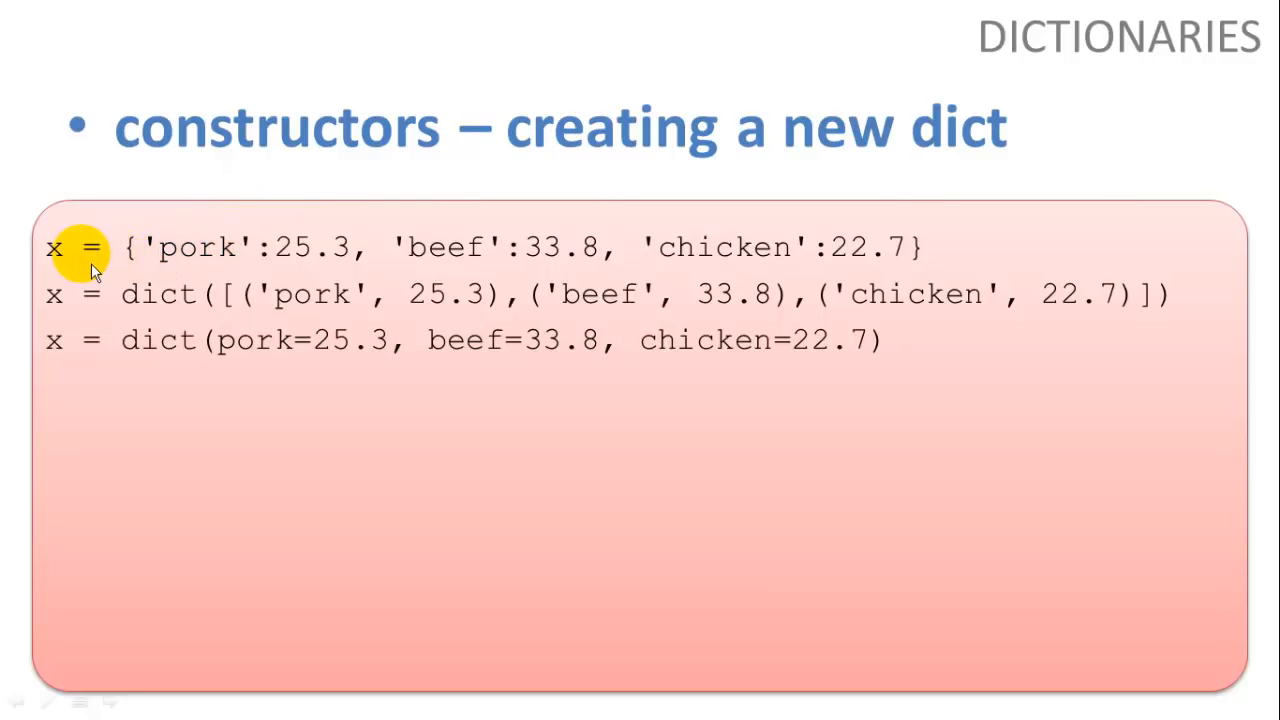 DICTIONARIES
• constructors – creating a new dict
x = {'pork':25.3, 'beef':33.8, 'chicken':22.7}
x = dict([('pork', 25.3),('beef', 33.8),('chicken', 22.7)])
x = dict(pork=25.3, beef=33.8, chicken=22.7)